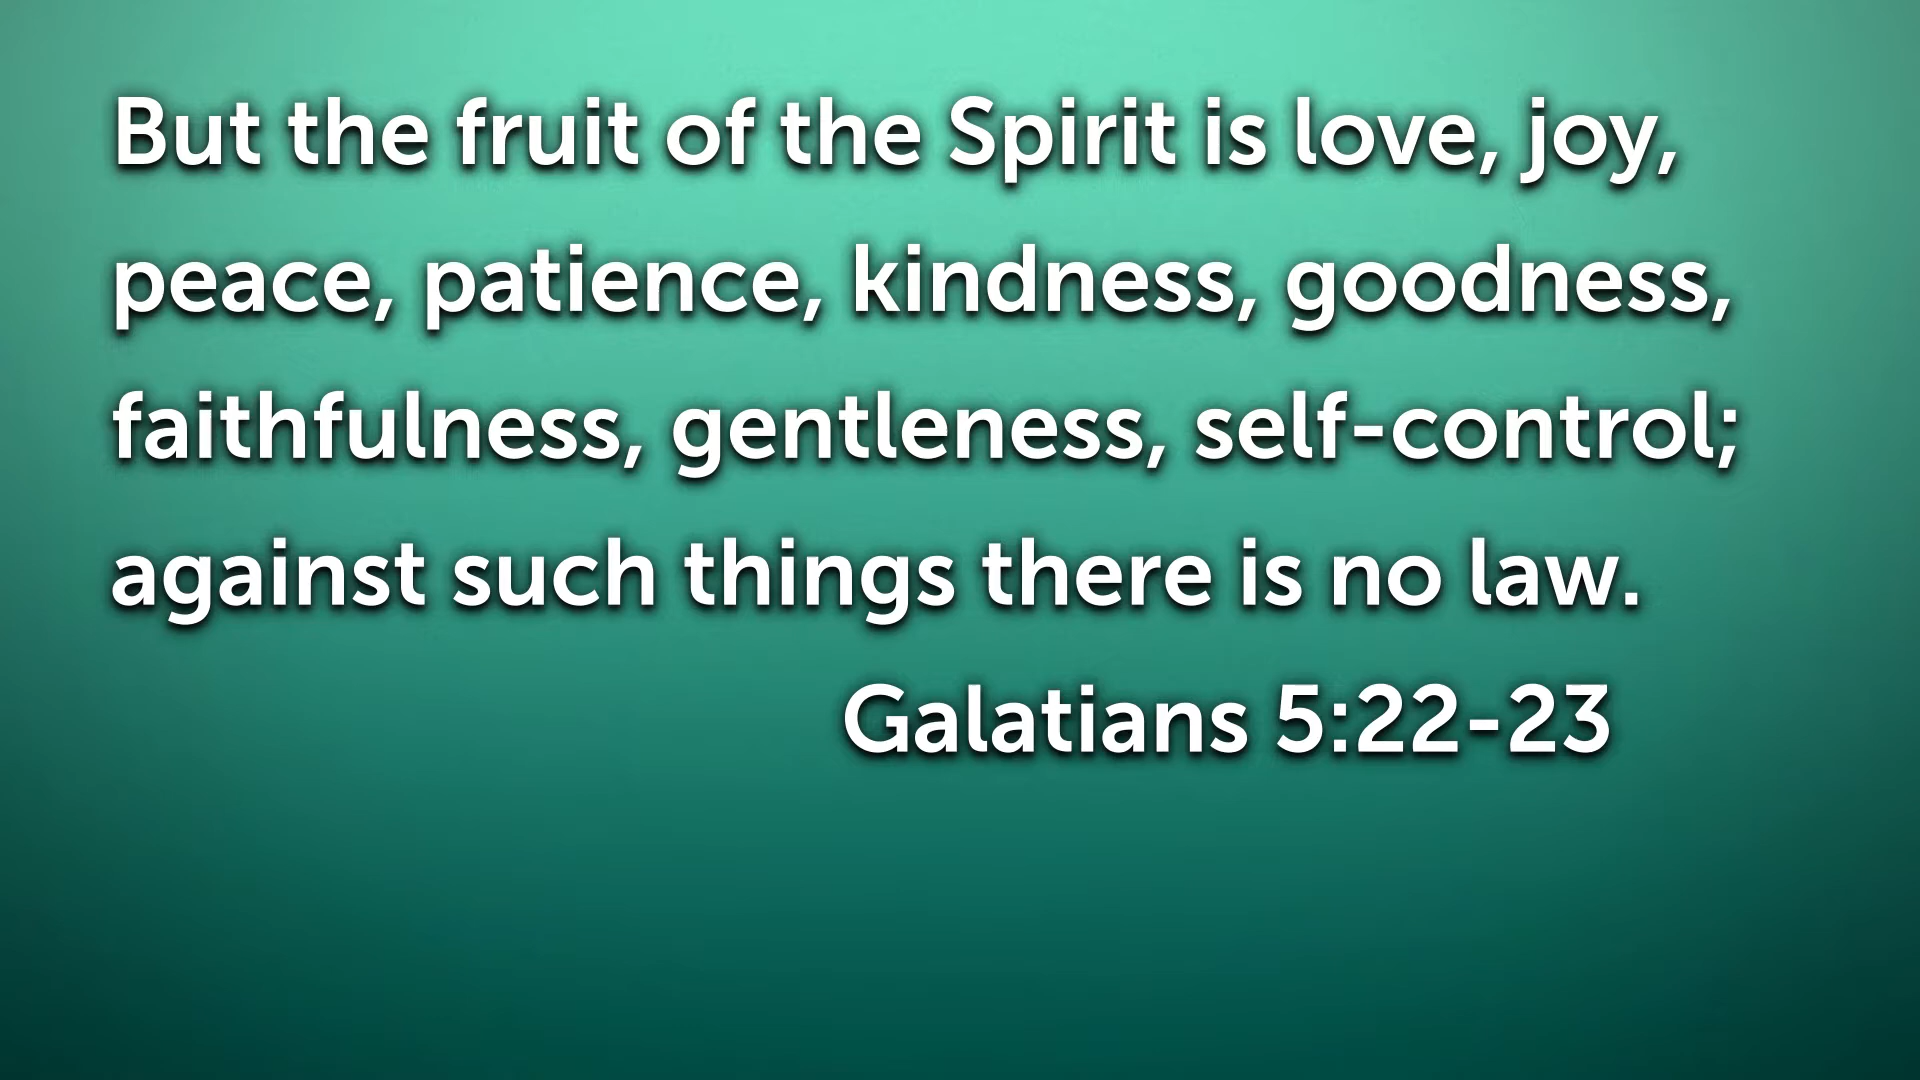 But the fruit of the Spirit is love, joy,
peace, patience, kindness, goodness,
faithfulness, gentleness, self-control;
against such things there is no law.
Galatians 5:22-23